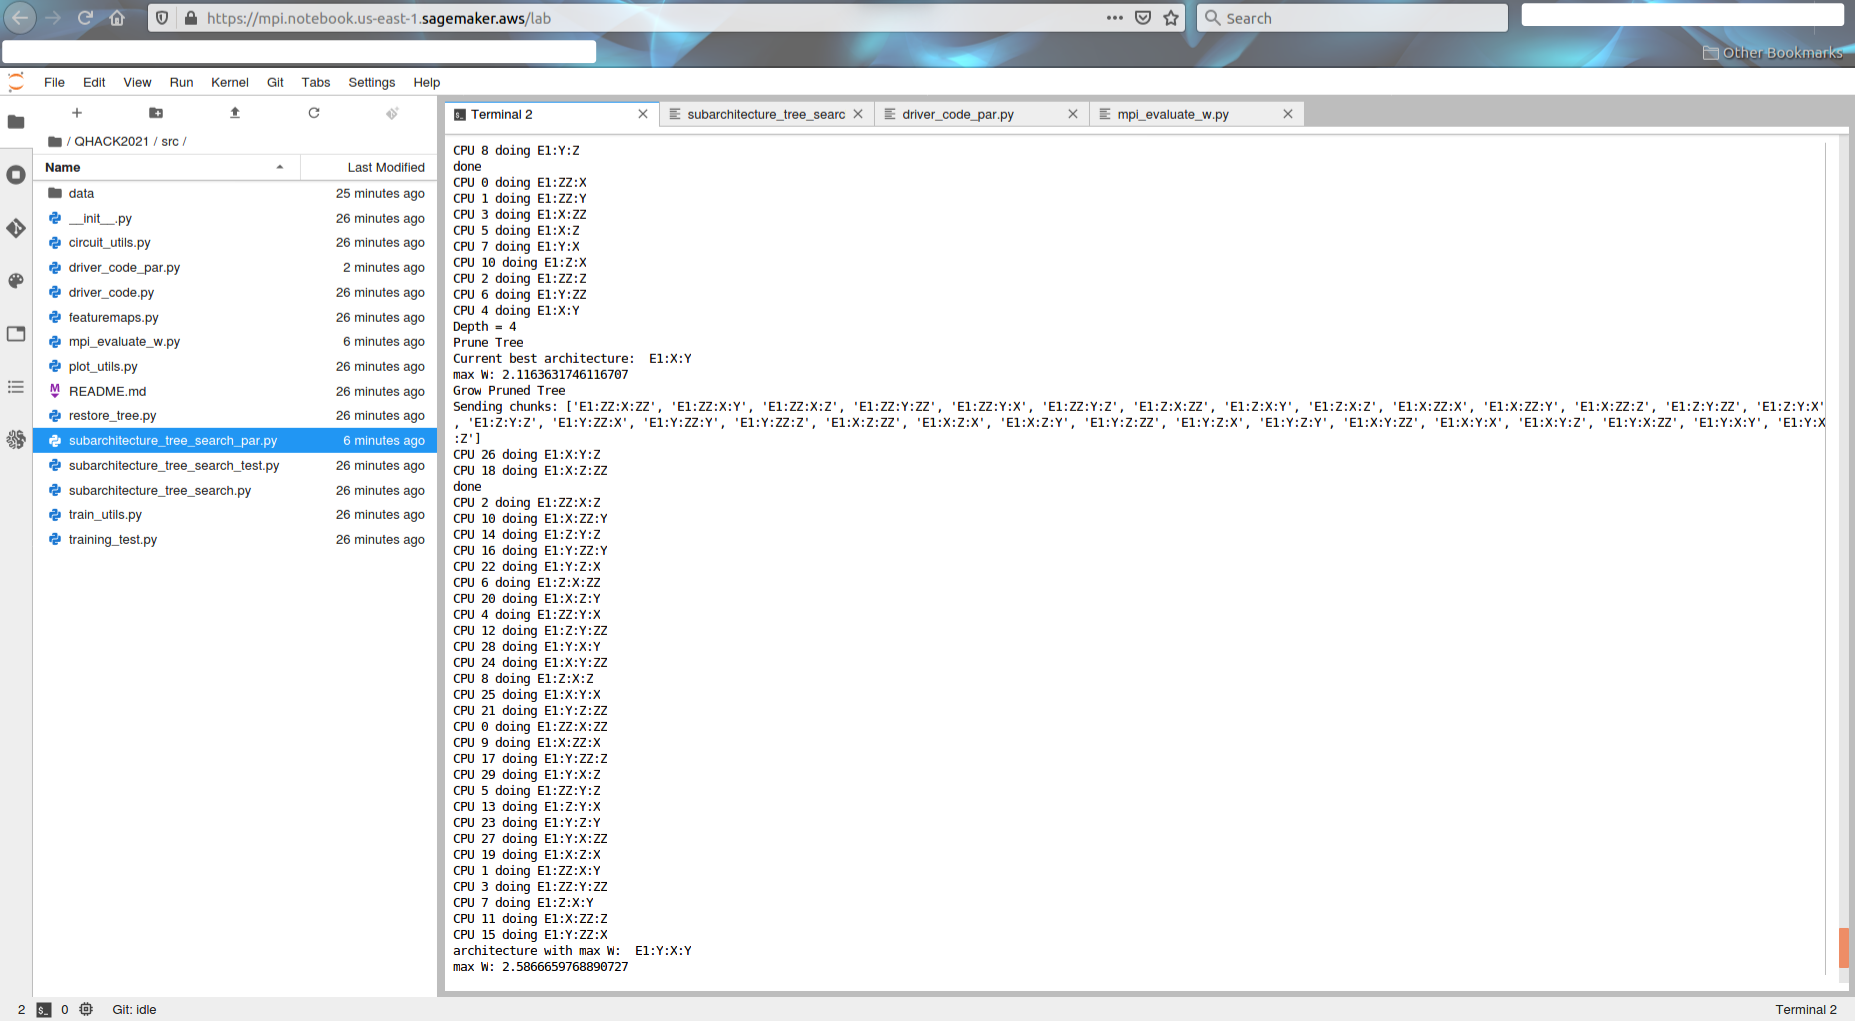 https://mpi.notebook.us-east-1.sagemaker.aws/lab
Search
Other Bookmarks
File Edit View Run Kernel Git Tabs Settings Help
/ QHACK2021 / src /
Name Last Modified
data 25 minutes ago
__init__.py 26 minutes ago
circuit_utils.py 26 minutes ago
driver_code_par.py 2 minutes ago
driver_code.py 26 minutes ago
featuremaps.py 26 minutes ago
mpi_evaluate_w.py 6 minutes ago
plot_utils.py 26 minutes ago
README.md 26 minutes ago
restore_tree.py 26 minutes ago
subarchitecture_tree_search_par.py 6 minutes ago
subarchitecture_tree_search_test.py 26 minutes ago
subarchitecture_tree_search.py 26 minutes ago
train_utils.py 26 minutes ago
training_test.py 26 minutes ago
Terminal 2 subarchitecture_tree_searc driver_code_par.py mpi_evaluate_w.py
CPU 8 doing E1:Y:Z
done
CPU 0 doing E1:ZZ:X
CPU 1 doing E1:ZZ:Y
CPU 3 doing E1:X:ZZ
CPU 5 doing E1:X:Z
CPU 7 doing E1:Y:X
CPU 10 doing E1:Z:X
CPU 2 doing E1:ZZ:Z
CPU 6 doing E1:Y:ZZ
CPU 4 doing E1:X:Y
Depth = 4
Prune Tree
Current best architecture:  E1:X:Y
max W: 2.1163631746116707
Grow Pruned Tree
Sending chunks: ['E1:ZZ:X:ZZ', 'E1:ZZ:X:Y', 'E1:ZZ:X:Z', 'E1:ZZ:Y:ZZ', 'E1:ZZ:Y:X', 'E1:ZZ:Y:Z', 'E1:Z:X:ZZ', 'E1:Z:X:Y', 'E1:Z:X:Z', 'E1:X:ZZ:X', 'E1:X:ZZ:Y', 'E1:X:ZZ:Z', 'E1:Z:Y:ZZ', 'E1:Z:Y:X'
, 'E1:Z:Y:Z', 'E1:Y:ZZ:X', 'E1:Y:ZZ:Y', 'E1:Y:ZZ:Z', 'E1:X:Z:ZZ', 'E1:X:Z:X', 'E1:X:Z:Y', 'E1:Y:Z:ZZ', 'E1:Y:Z:X', 'E1:Y:Z:Y', 'E1:X:Y:ZZ', 'E1:X:Y:X', 'E1:X:Y:Z', 'E1:Y:X:ZZ', 'E1:Y:X:Y', 'E1:Y:X
:Z']
CPU 26 doing E1:X:Y:Z
CPU 18 doing E1:X:Z:ZZ
done
CPU 2 doing E1:ZZ:X:Z
CPU 10 doing E1:X:ZZ:Y
CPU 14 doing E1:Z:Y:Z
CPU 16 doing E1:Y:ZZ:Y
CPU 22 doing E1:Y:Z:X
CPU 6 doing E1:Z:X:ZZ
CPU 20 doing E1:X:Z:Y
CPU 4 doing E1:ZZ:Y:X
CPU 12 doing E1:Z:Y:ZZ
CPU 28 doing E1:Y:X:Y
CPU 24 doing E1:X:Y:ZZ
CPU 8 doing E1:Z:X:Z
CPU 25 doing E1:X:Y:X
CPU 21 doing E1:Y:Z:ZZ
CPU 0 doing E1:ZZ:X:ZZ
CPU 9 doing E1:X:ZZ:X
CPU 17 doing E1:Y:ZZ:Z
CPU 29 doing E1:Y:X:Z
CPU 5 doing E1:ZZ:Y:Z
CPU 13 doing E1:Z:Y:X
CPU 23 doing E1:Y:Z:Y
CPU 27 doing E1:Y:X:ZZ
CPU 19 doing E1:X:Z:X
CPU 1 doing E1:ZZ:X:Y
CPU 3 doing E1:ZZ:Y:ZZ
CPU 7 doing E1:Z:X:Y
CPU 11 doing E1:X:ZZ:Z
CPU 15 doing E1:Y:ZZ:X
architecture with max W:  E1:Y:X:Y
max W: 2.5866659768890727
2 0 Git: idle Terminal 2